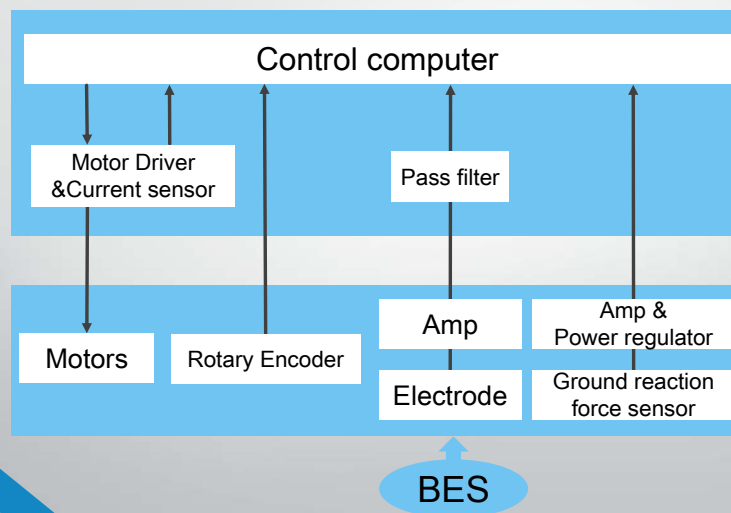 Control computer
Motor Driver
&Current sensor
Pass filter
Motors
Rotary Encoder
Amp
Electrode
Amp &
Power regulator
Ground reaction
force sensor
BES